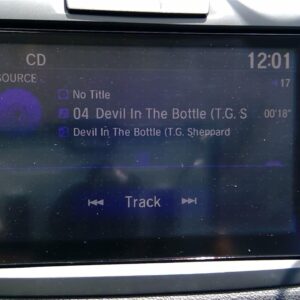 CD 12:01
SOURCE 17
No Title
04 Devil In The Bottle (T.G. S 00'18"
Devil In The Bottle (T.G. Sheppard
Track